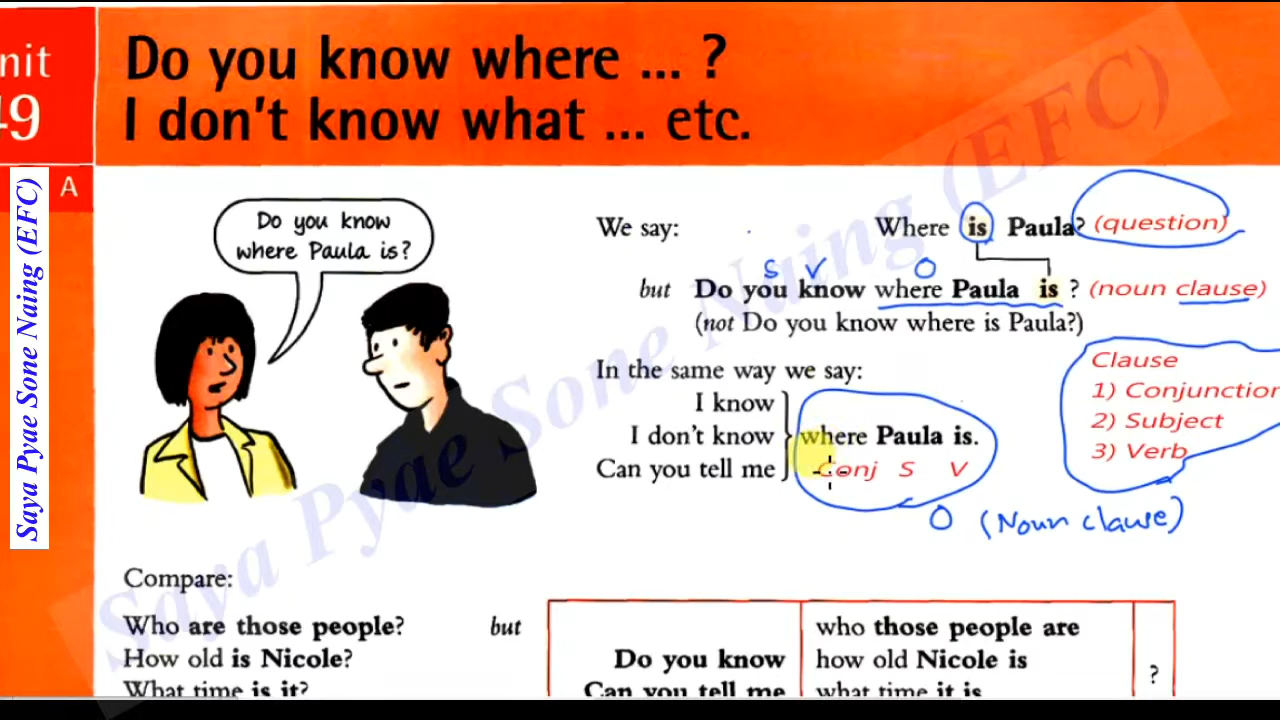 nit
49
Do you know where ... ?
I don't know what ... etc.
A
Saya Pyae Sone Naing (EFC)
Saya Pyae Sone Naing (EFC)
Do you know
where Paula is?
We say: Where is Paula? (question)
S V O
but Do you know where Paula is ? (noun clause)
(not Do you know where is Paula?)
In the same way we say:
I know
I don't know where Paula is.
Can you tell me Conj S V
O (Noun clause)
Clause
1) Conjunction
2) Subject
3) Verb
Compare:
Who are those people? but
How old is Nicole?
What time is it?
Do you know
Can you tell me
who those people are
how old Nicole is
what time it is
?